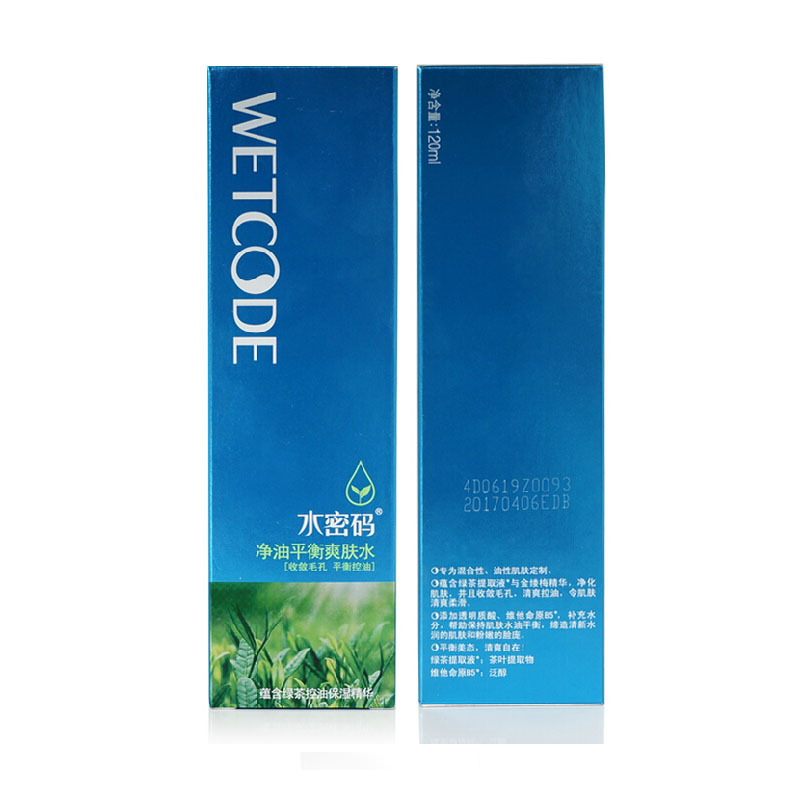 WETCODE
水密码®
净油平衡爽肤水
[收敛毛孔 平衡控油]
蕴含绿茶控油保湿精华
净含量:120ml
4D0619Z0093
20170406EDB
专为混合性、油性肌肤定制。
蕴含绿茶提取液*与金缕梅精华，净化
肌肤，并且收敛毛孔，清爽控油，令肌肤
清爽柔滑。
添加透明质酸、维他命原B5*，补充水
分，帮助保持肌肤水油平衡，缔造清新水
润的肌肤和粉嫩的脸庞。
平衡美态，清爽自在!
绿茶提取液*：茶叶提取物
维他命原B5*：泛醇